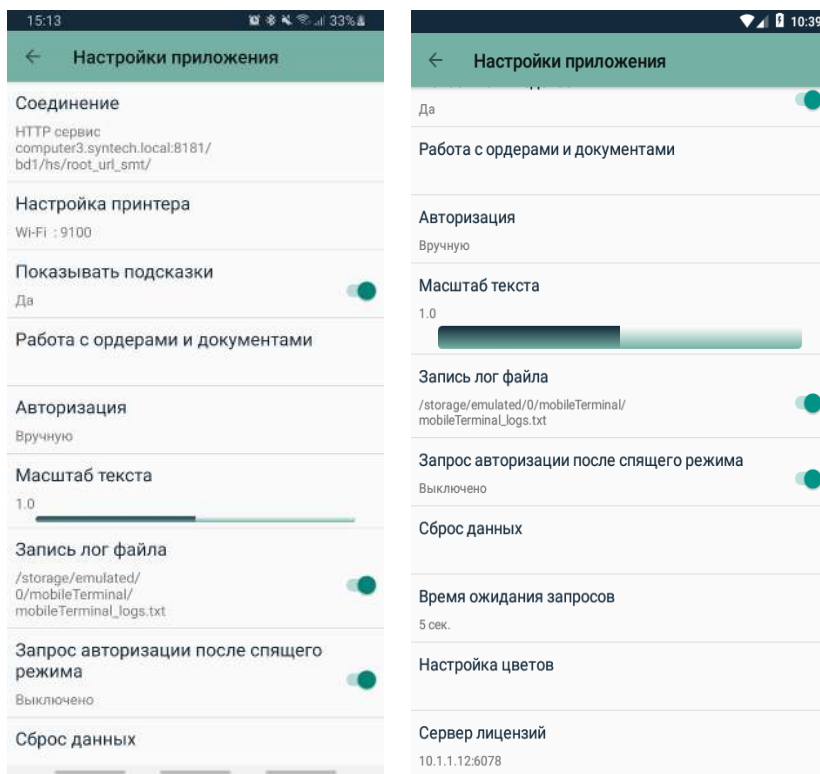 15:13
33%
Настройки приложения
Соединение
HTTP сервис
computer3.syntech.local:8181/
bd1/hs/root_url_smt/
Настройка принтера
Wi-Fi : 9100
Показывать подсказки
Да
Работа с ордерами и документами
Авторизация
Вручную
Масштаб текста
1.0
Запись лог файла
/storage/emulated/
0/mobileTerminal/
mobileTerminal_logs.txt
Запрос авторизации после спящего
режима
Выключено
Сброс данных
10:39
Настройки приложения
Да
Работа с ордерами и документами
Авторизация
Вручную
Масштаб текста
1.0
Запись лог файла
/storage/emulated/0/mobileTerminal/
mobileTerminal_logs.txt
Запрос авторизации после спящего режима
Выключено
Сброс данных
Время ожидания запросов
5 сек.
Настройка цветов
Сервер лицензий
10.1.1.12:6078